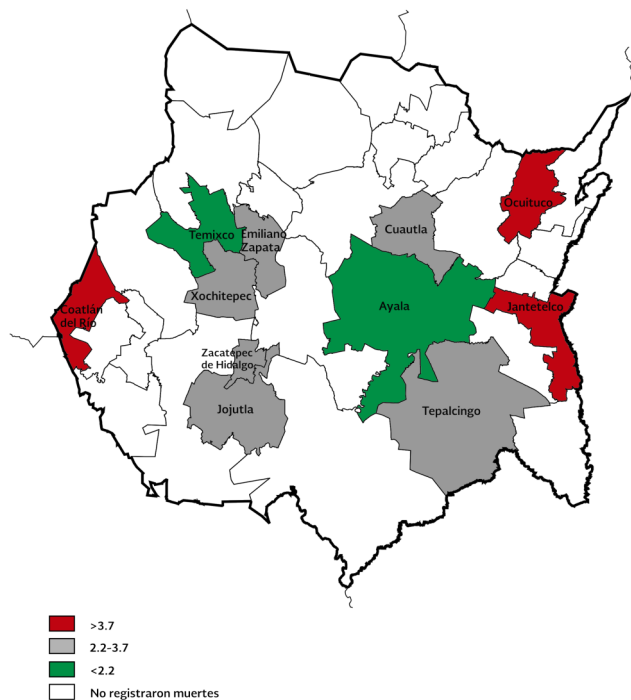 Ocuituco
Temixco
Emiliano
Zapata
Cuautla
Xochitepec
Ayala
Jantetelco
Coatlán
del Río
Zacatepec
de Hidalgo
Jojutla
Tepalcingo
>3.7
2.2-3.7
<2.2
No registraron muertes